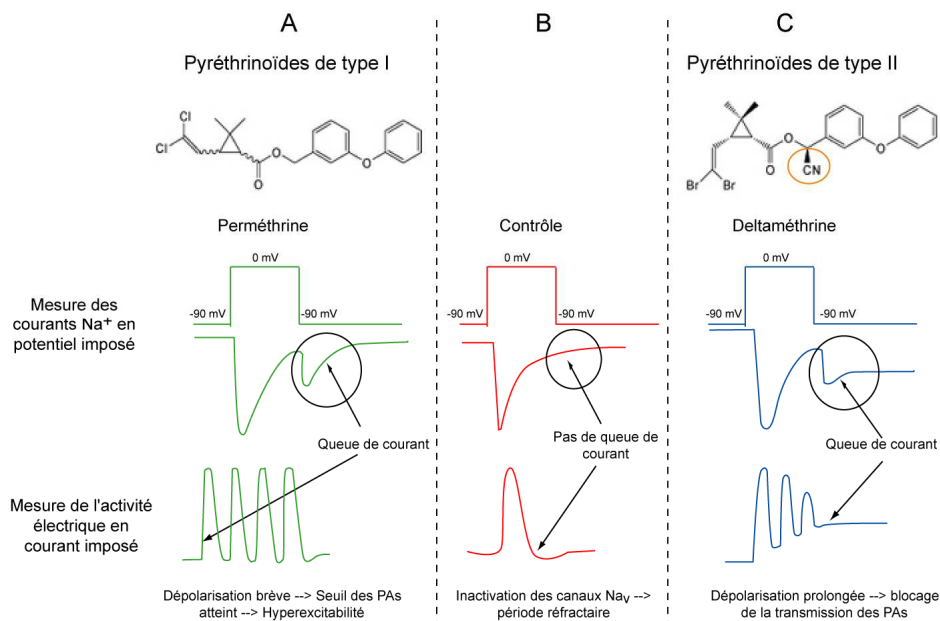 A
B
C
Pyréthrinoïdes de type I
Pyréthrinoïdes de type II
Cl
Cl
O
O
O
O
O
O
CN
Br
Br
Perméthrine
Contrôle
Deltaméthrine
Mesure des
courants Na+ en
potentiel imposé
0 mV
-90 mV
-90 mV
0 mV
-90 mV
-90 mV
0 mV
-90 mV
-90 mV
Queue de courant
Pas de queue de
courant
Queue de courant
Mesure de l'activité
électrique en
courant imposé
Dépolarisation brève --> Seuil des PAs
atteint --> Hyperexcitabilité
Inactivation des canaux Nav -->
période réfractaire
Dépolarisation prolongée --> blocage
de la transmission des PAs